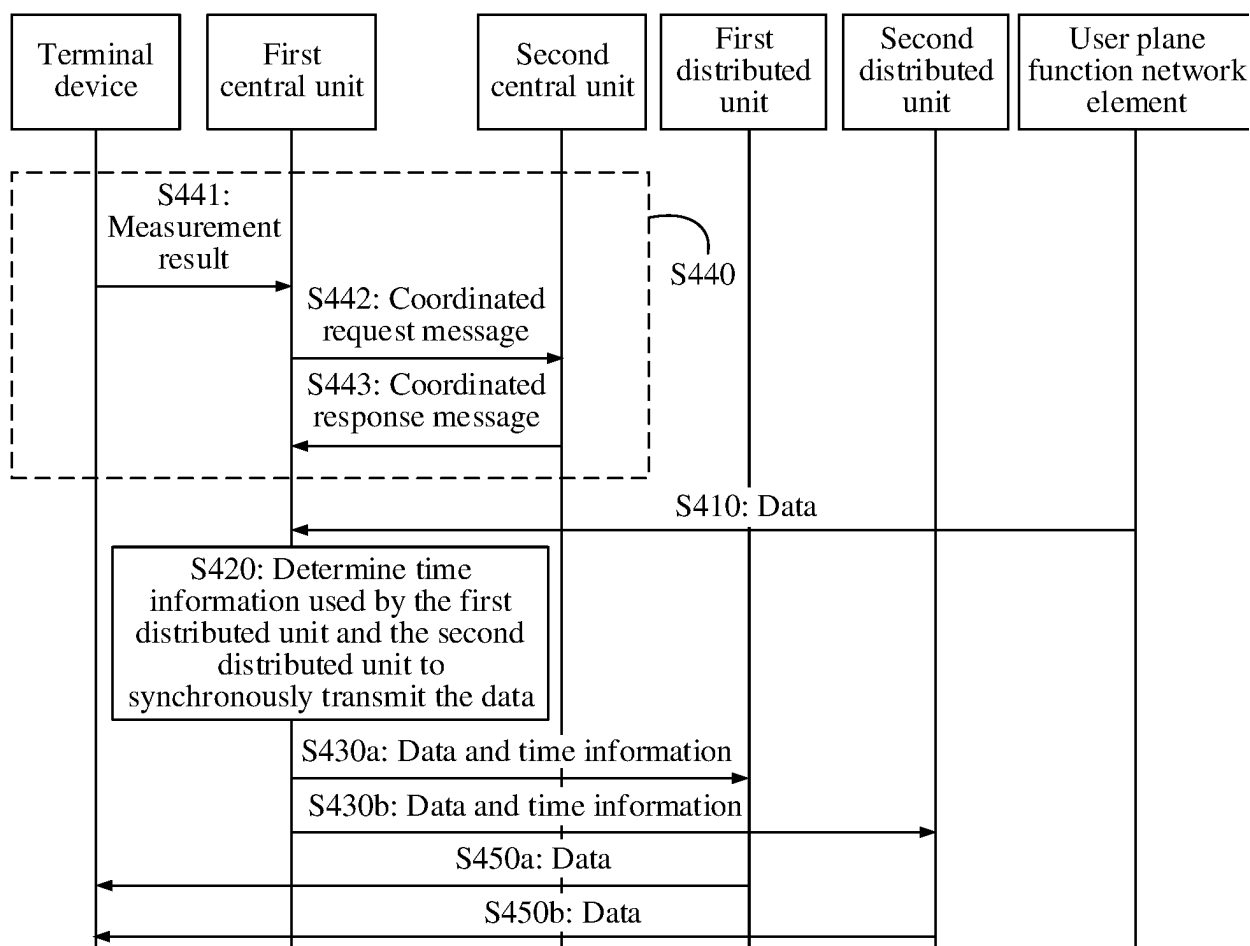 Terminal
device
First
central unit
Second
central unit
First
distributed
unit
Second
distributed
unit
User plane
function network
element
S441:
Measurement
result
S440
S442: Coordinated
request message
S443: Coordinated
response message
S410: Data
S420: Determine time
information used by the first
distributed unit and the second
distributed unit to
synchronously transmit the data
S430a: Data and time information
S430b: Data and time information
S450a: Data
S450b: Data